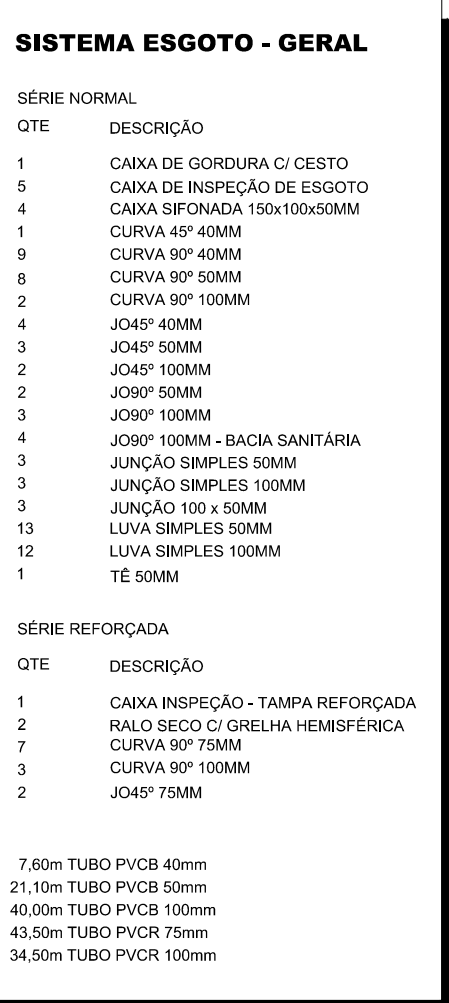 SISTEMA ESGOTO - GERAL
SÉRIE NORMAL
QTE DESCRIÇÃO
1 CAIXA DE GORDURA C/ CESTO
5 CAIXA DE INSPEÇÃO DE ESGOTO
4 CAIXA SIFONADA 150x100x50MM
1 CURVA 45º 40MM
9 CURVA 90º 40MM
8 CURVA 90º 50MM
2 CURVA 90º 100MM
4 JO45º 40MM
3 JO45º 50MM
2 JO45º 100MM
2 JO90º 50MM
3 JO90º 100MM
4 JO90º 100MM - BACIA SANITÁRIA
3 JUNÇÃO SIMPLES 50MM
3 JUNÇÃO SIMPLES 100MM
3 JUNÇÃO 100 x 50MM
13 LUVA SIMPLES 50MM
12 LUVA SIMPLES 100MM
1 TÊ 50MM
SÉRIE REFORÇADA
QTE DESCRIÇÃO
1 CAIXA INSPEÇÃO - TAMPA REFORÇADA
2 RALO SECO C/ GRELHA HEMISFÉRICA
7 CURVA 90º 75MM
3 CURVA 90º 100MM
2 JO45º 75MM
7,60m TUBO PVCB 40mm
21,10m TUBO PVCB 50mm
40,00m TUBO PVCB 100mm
43,50m TUBO PVCR 75mm
34,50m TUBO PVCR 100mm